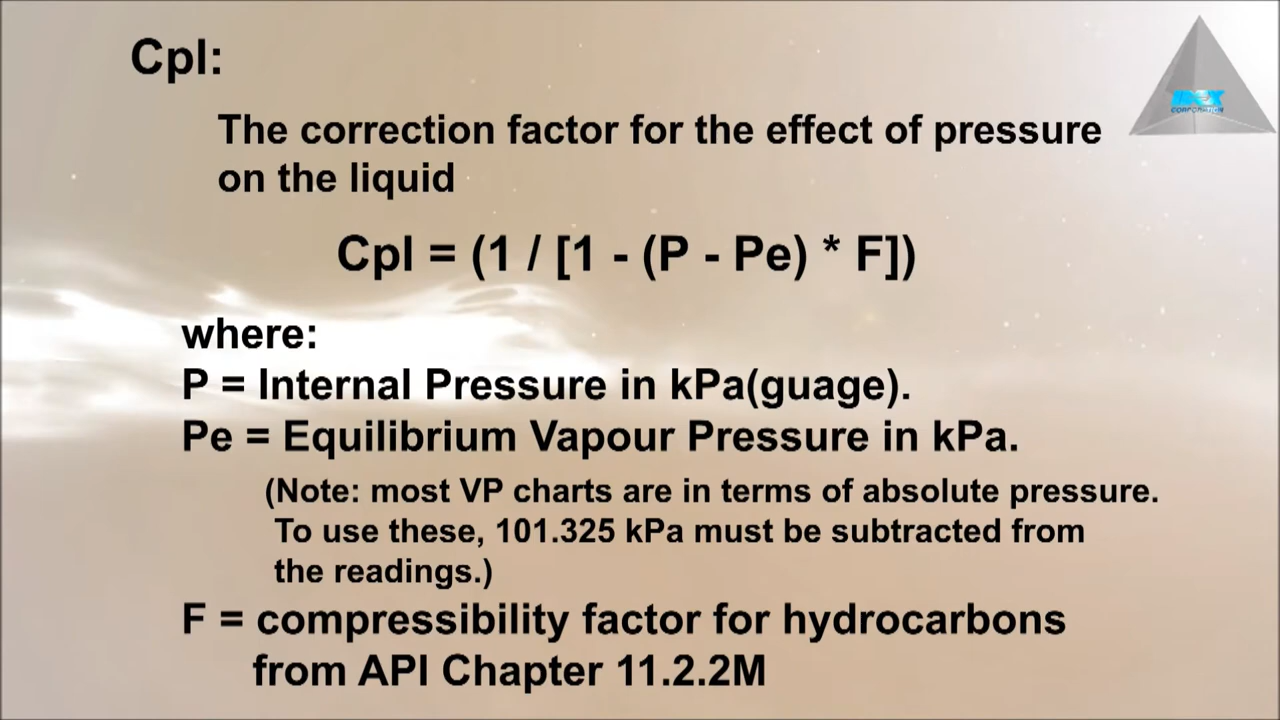 Cpl:
The correction factor for the effect of pressure
on the liquid
Cpl = (1 / [1 - (P - Pe) * F])
where:
P = Internal Pressure in kPa(guage).
Pe = Equilibrium Vapour Pressure in kPa.
(Note: most VP charts are in terms of absolute pressure.
To use these, 101.325 kPa must be subtracted from
the readings.)
F = compressibility factor for hydrocarbons
from API Chapter 11.2.2M
CORPORATION